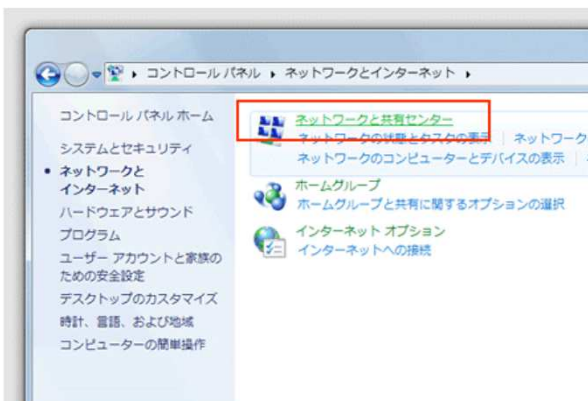 コントロール パネル ▸ ネットワークとインターネット ▸
コントロール パネル ホーム
システムとセキュリティ
ネットワークと
インターネット
ハードウェアとサウンド
プログラム
ユーザー アカウントと家族の
ための安全設定
デスクトップのカスタマイズ
時計、言語、および地域
コンピューターの簡単操作
ネットワークと共有センター
ネットワークの状態とタスクの表示 ネットワーク
ネットワークのコンピューターとデバイスの表示
ホームグループ
ホームグループと共有に関するオプションの選択
インターネット オプション
インターネットへの接続